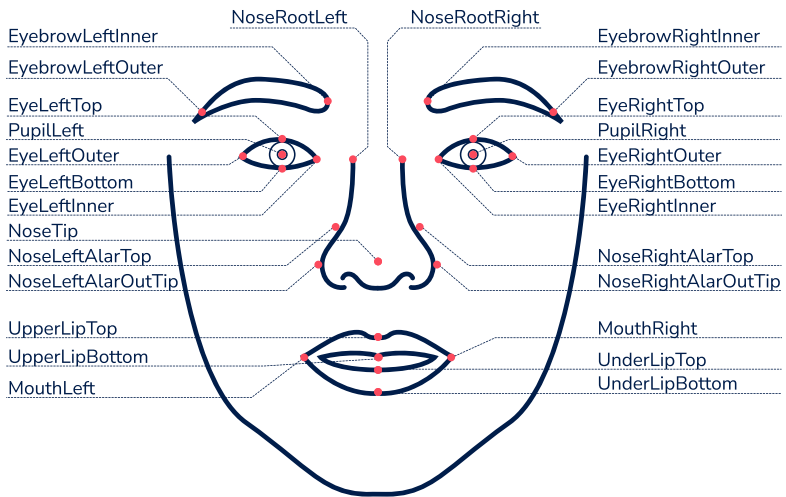 NoseRootLeft
NoseRootRight
EyebrowLeftInner
EyebrowRightInner
EyebrowLeftOuter
EyebrowRightOuter
EyeLeftTop
EyeRightTop
PupilLeft
PupilRight
EyeLeftOuter
EyeRightOuter
EyeLeftBottom
EyeRightBottom
EyeLeftInner
EyeRightInner
NoseTip
NoseLeftAlarTop
NoseRightAlarTop
NoseLeftAlarOutTip
NoseRightAlarOutTip
UpperLipTop
MouthRight
UpperLipBottom
UnderLipTop
MouthLeft
UnderLipBottom